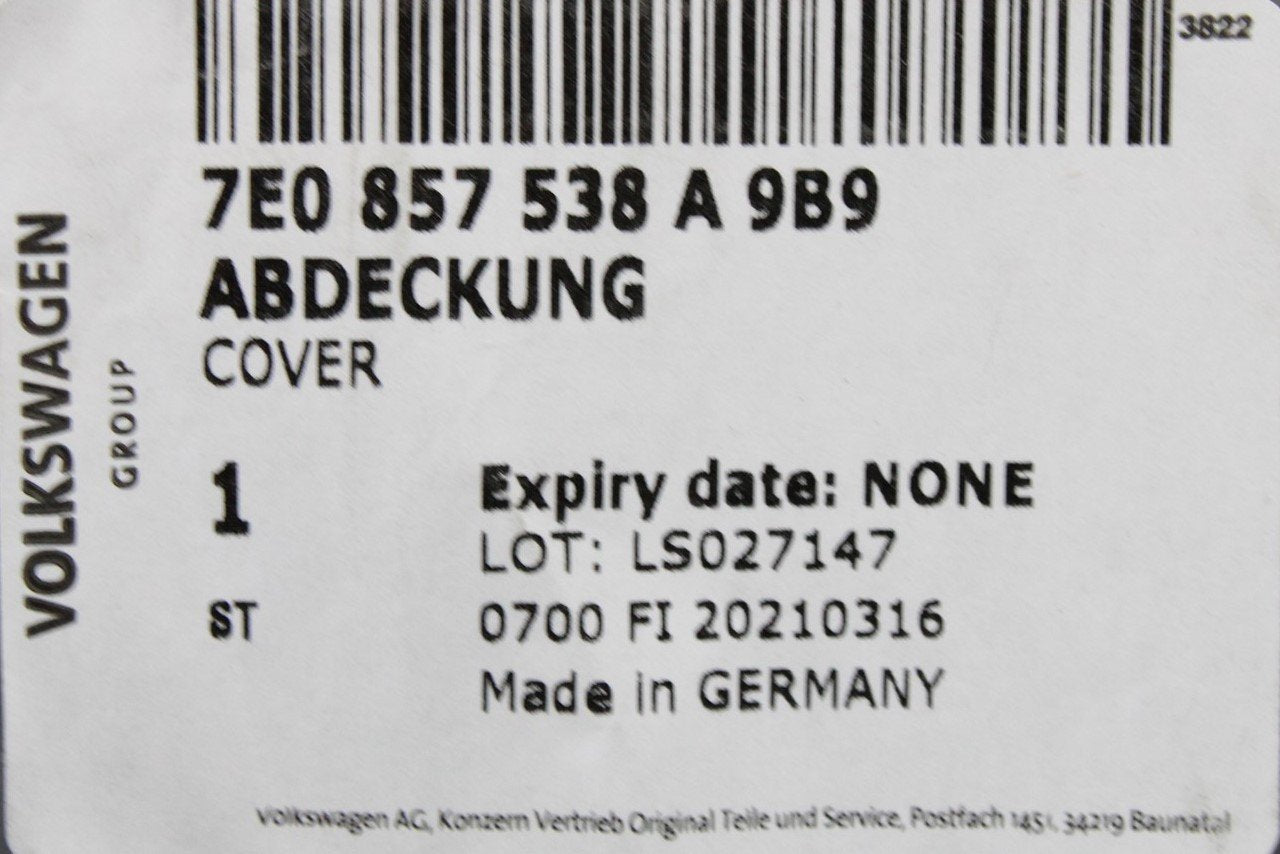 3822
7E0 857 538 A 9B9
ABDECKUNG
COVER
VOLKSWAGEN
GROUP
1
Expiry date: NONE
LOT: LS027147
ST
0700 FI 20210316
Made in GERMANY
Volkswagen AG, Konzern Vertrieb Original Teile und Service, Postfach 1451, 34219 Baunatal